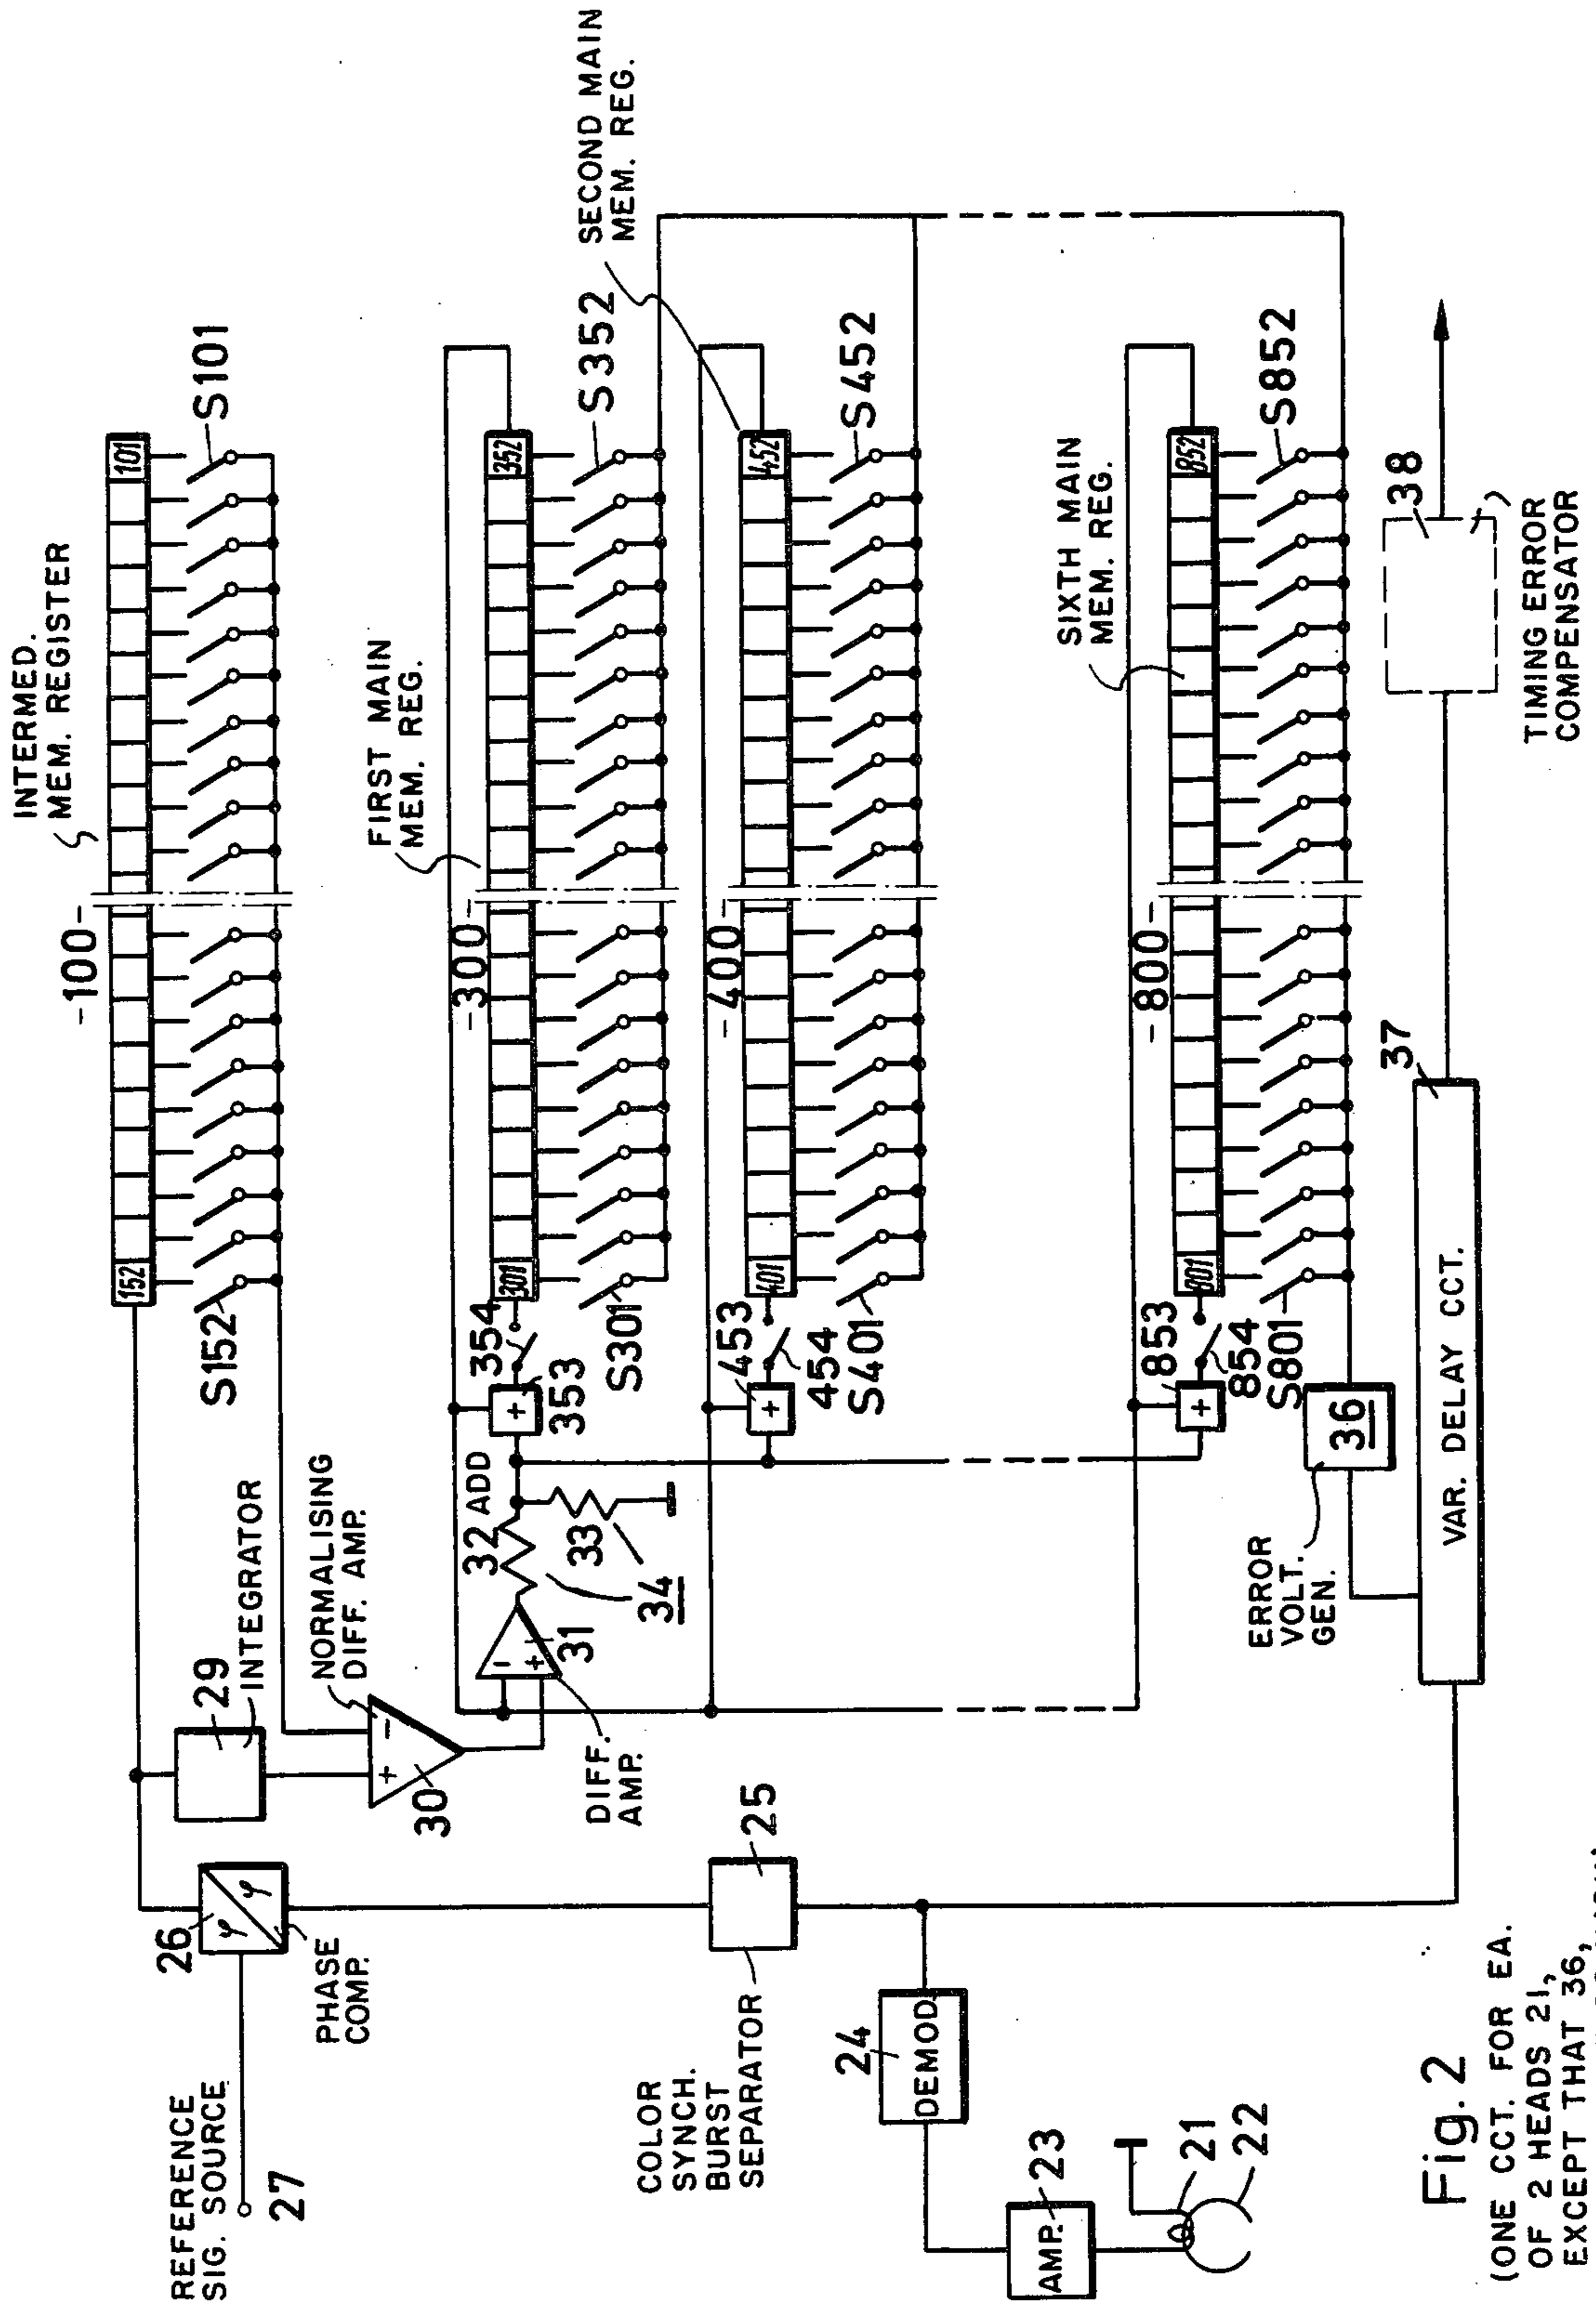 INTERMED.
MEM. REGISTER
-100-
152
101
S152
S101
REFERENCE
SIG. SOURCE
27
26
φ
φ
PHASE
COMP.
29
INTEGRATOR
NORMALISING
DIFF. AMP.
+
-
30
FIRST MAIN
MEM. REG.
-300-
301
352
354
+
353
S301
S352
ADD
32
33
34
-
+
31
DIFF.
AMP.
SECOND MAIN
MEM. REG.
-400-
401
452
453
+
454
S401
S452
COLOR
SYNCH.
BURST
SEPARATOR
25
SIXTH MAIN
MEM. REG.
-800-
801
852
853
+
854
S801
S852
24
DEMOD.
AMP.
23
21
22
ERROR
VOLT.
GEN.
36
37
VAR. DELAY CCT.
38
TIMING ERROR
COMPENSATOR
Fig. 2
(ONE CCT. FOR EA.
OF 2 HEADS 21,
EXCEPT THAT 36,